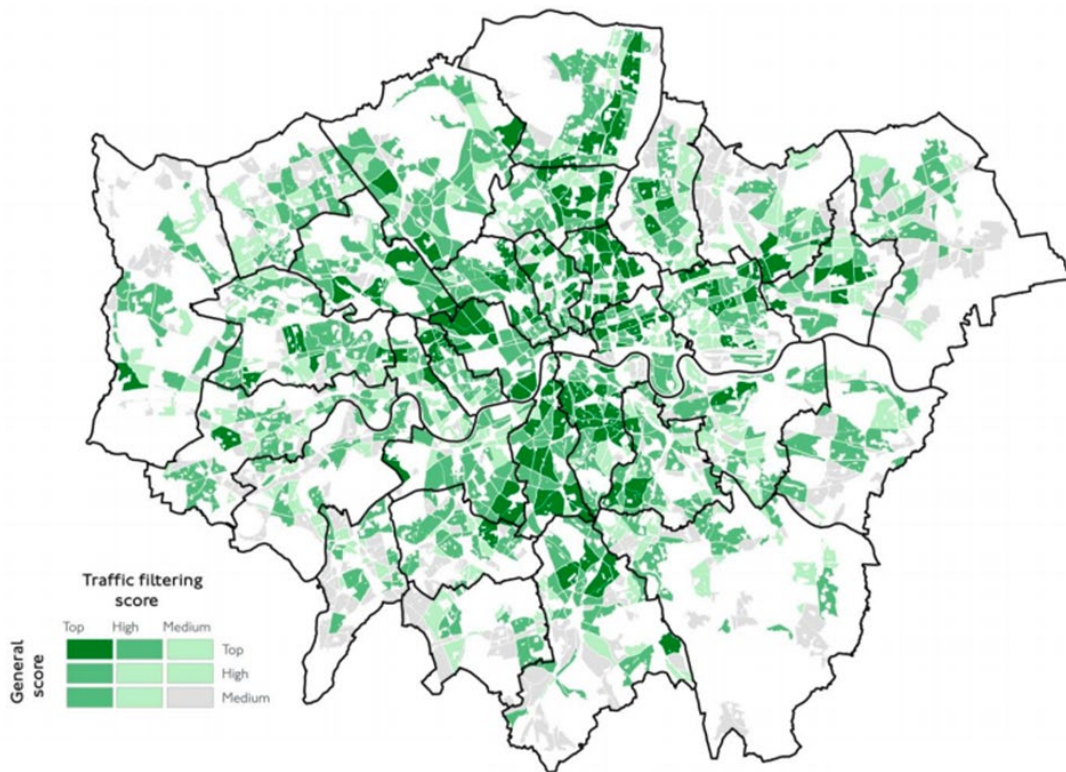 Traffic filtering
score
Top High Medium
Top
High
Medium
General
score